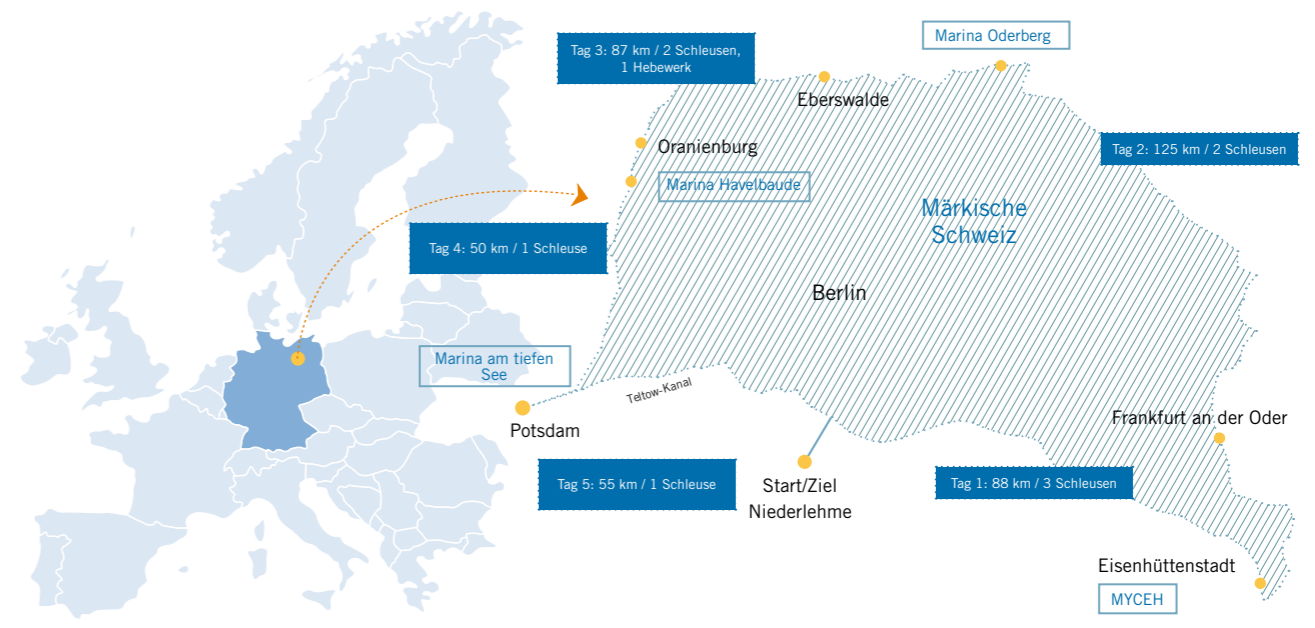 Marina Oderberg
Tag 3: 87 km / 2 Schleusen,
1 Hebewerk
Eberswalde
Oranienburg
Tag 2: 125 km / 2 Schleusen
Marina Havelbaude
Märkische
Schweiz
Tag 4: 50 km / 1 Schleuse
Berlin
Marina am tiefen
See
Teltow-Kanal
Potsdam
Frankfurt an der Oder
Tag 5: 55 km / 1 Schleuse
Start/Ziel
Niederlehme
Tag 1: 88 km / 3 Schleusen
Eisenhüttenstadt
MYCEH